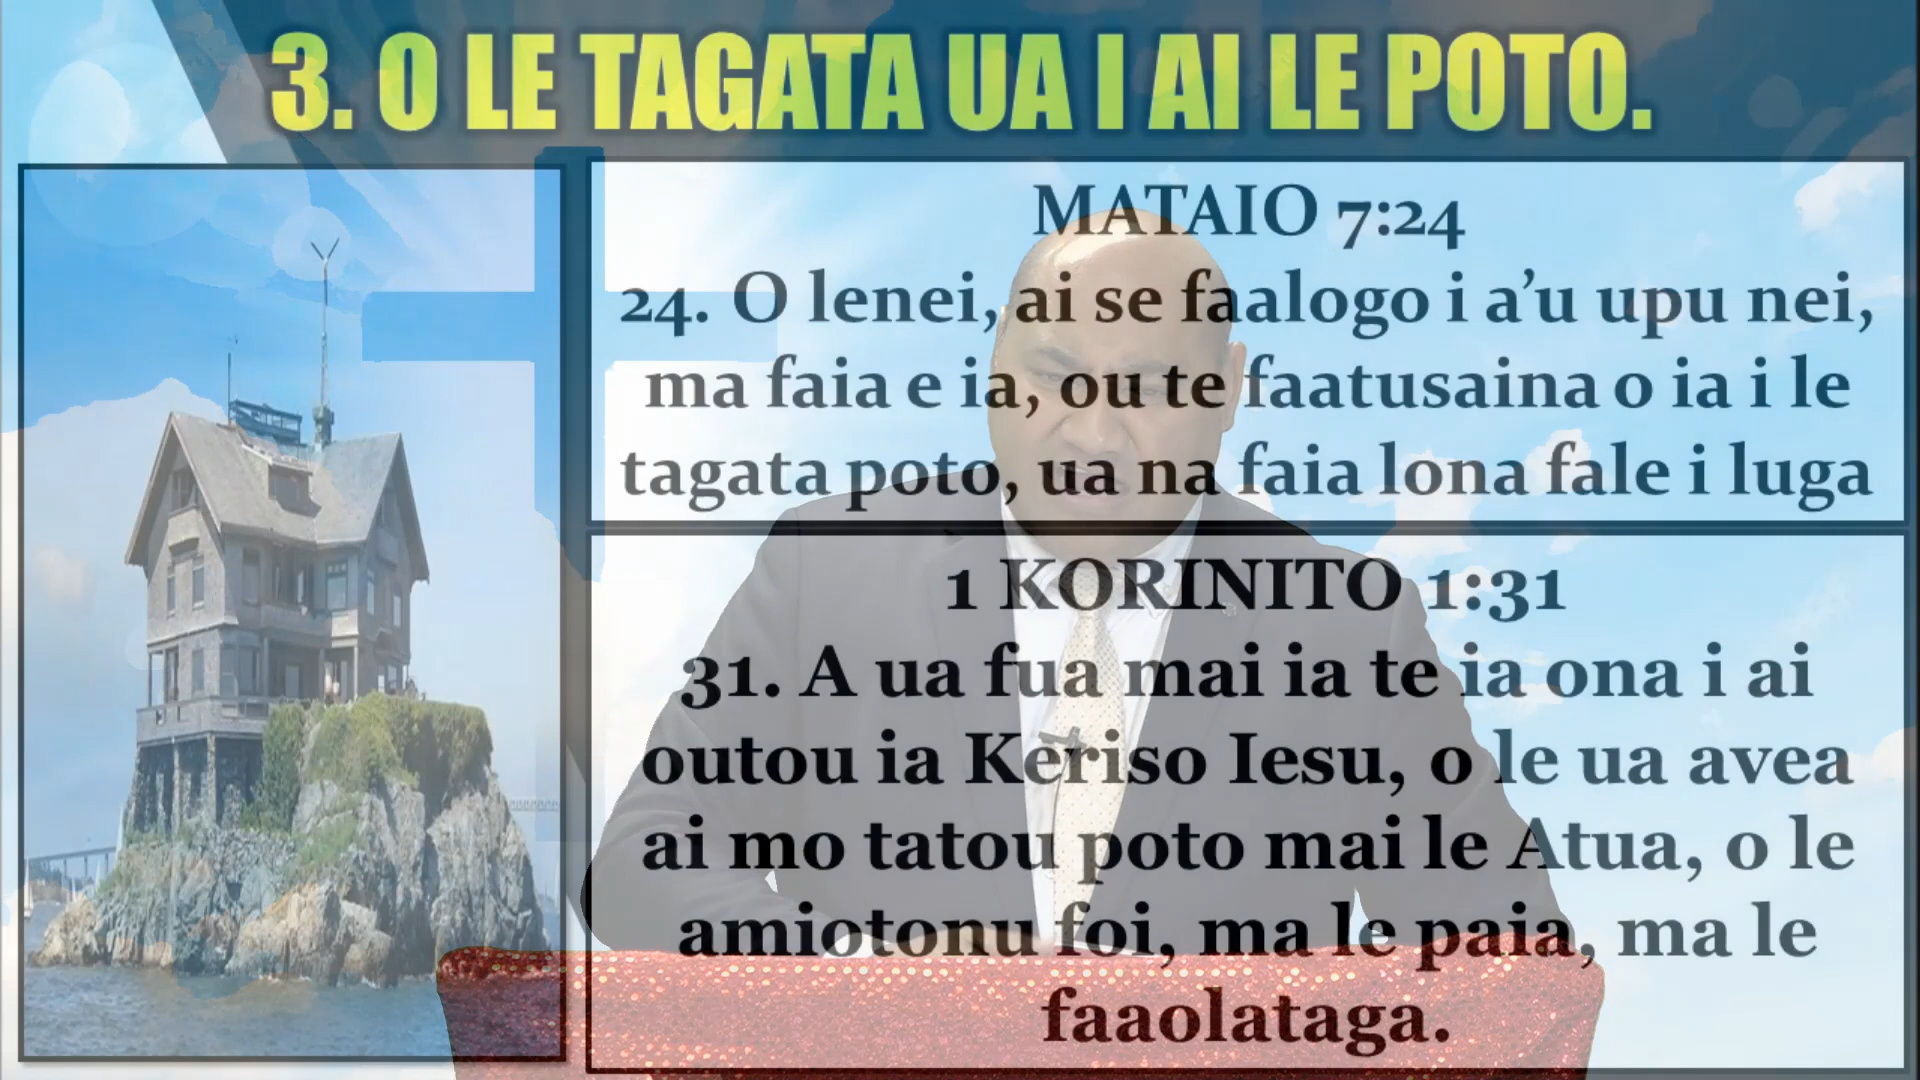 3. O LE TAGATA UA I AI LE POTO.
MATAIO 7:24
24. O lenei, ai se faalogo i a’u upu nei,
ma faia e ia, ou te faatusaina o ia i le
tagata poto, ua na faia lona fale i luga
1 KORINITO 1:31
31. A ua fua mai ia te ia ona i ai
outou ia Keriso Iesu, o le ua avea
ai mo tatou poto mai le Atua, o le
amiotonu foi, ma le paia, ma le
faaolataga.